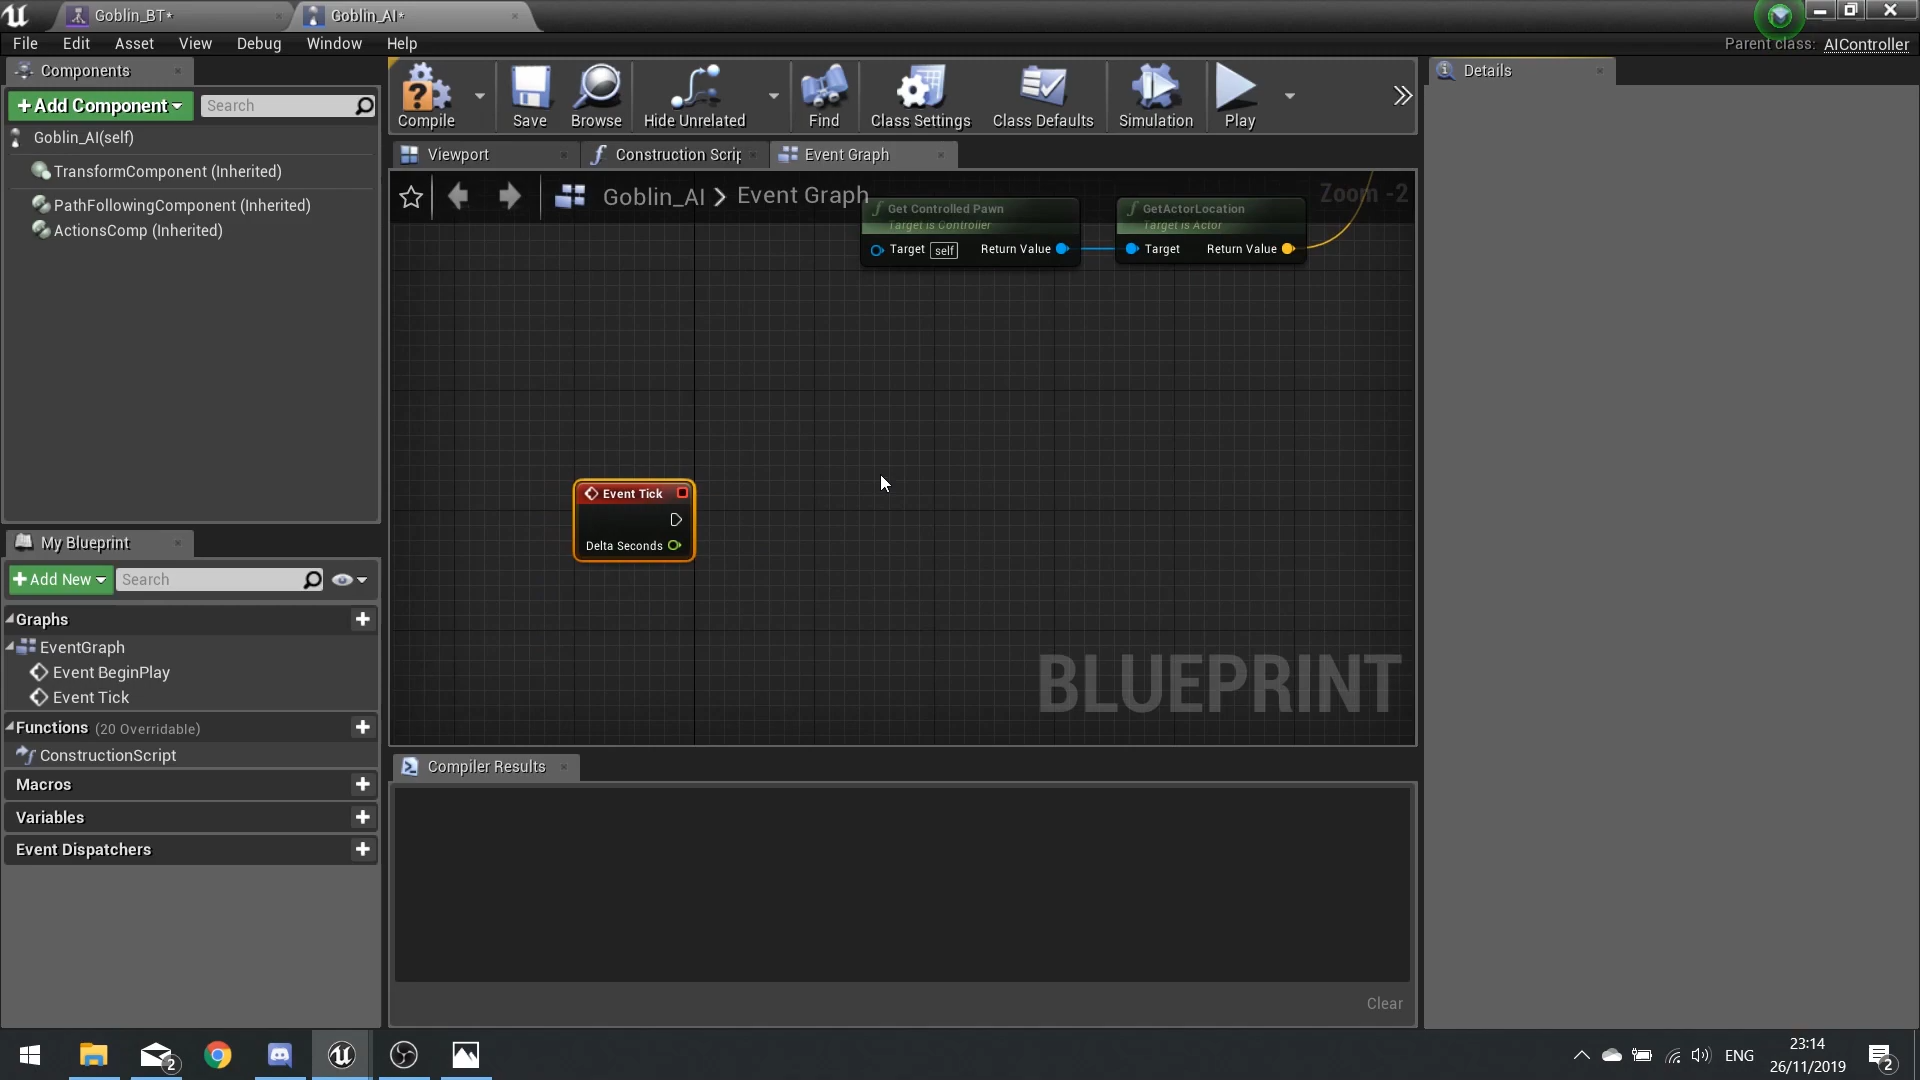 Goblin_BT*
Goblin_AI*
File Edit Asset View Debug Window Help
Parent class: AIController
Components
+Add Component
Search
Goblin_AI(self)
TransformComponent (Inherited)
PathFollowingComponent (Inherited)
ActionsComp (Inherited)
My Blueprint
+Add New
Search
Graphs
EventGraph
Event BeginPlay
Event Tick
Functions (20 Overridable)
ConstructionScript
Macros
Variables
Event Dispatchers
Compile
Save
Browse
Hide Unrelated
Find
Class Settings
Class Defaults
Simulation
Play
Viewport
Construction Scrip
Event Graph
Goblin_AI > Event Graph
Zoom -2
Get Controlled Pawn
Target is Controller
Target self Return Value
GetActorLocation
Target is Actor
Target Return Value
Event Tick
Delta Seconds
BLUEPRINT
Compiler Results
Clear
Details
2
ENG
23:14
26/11/2019
2